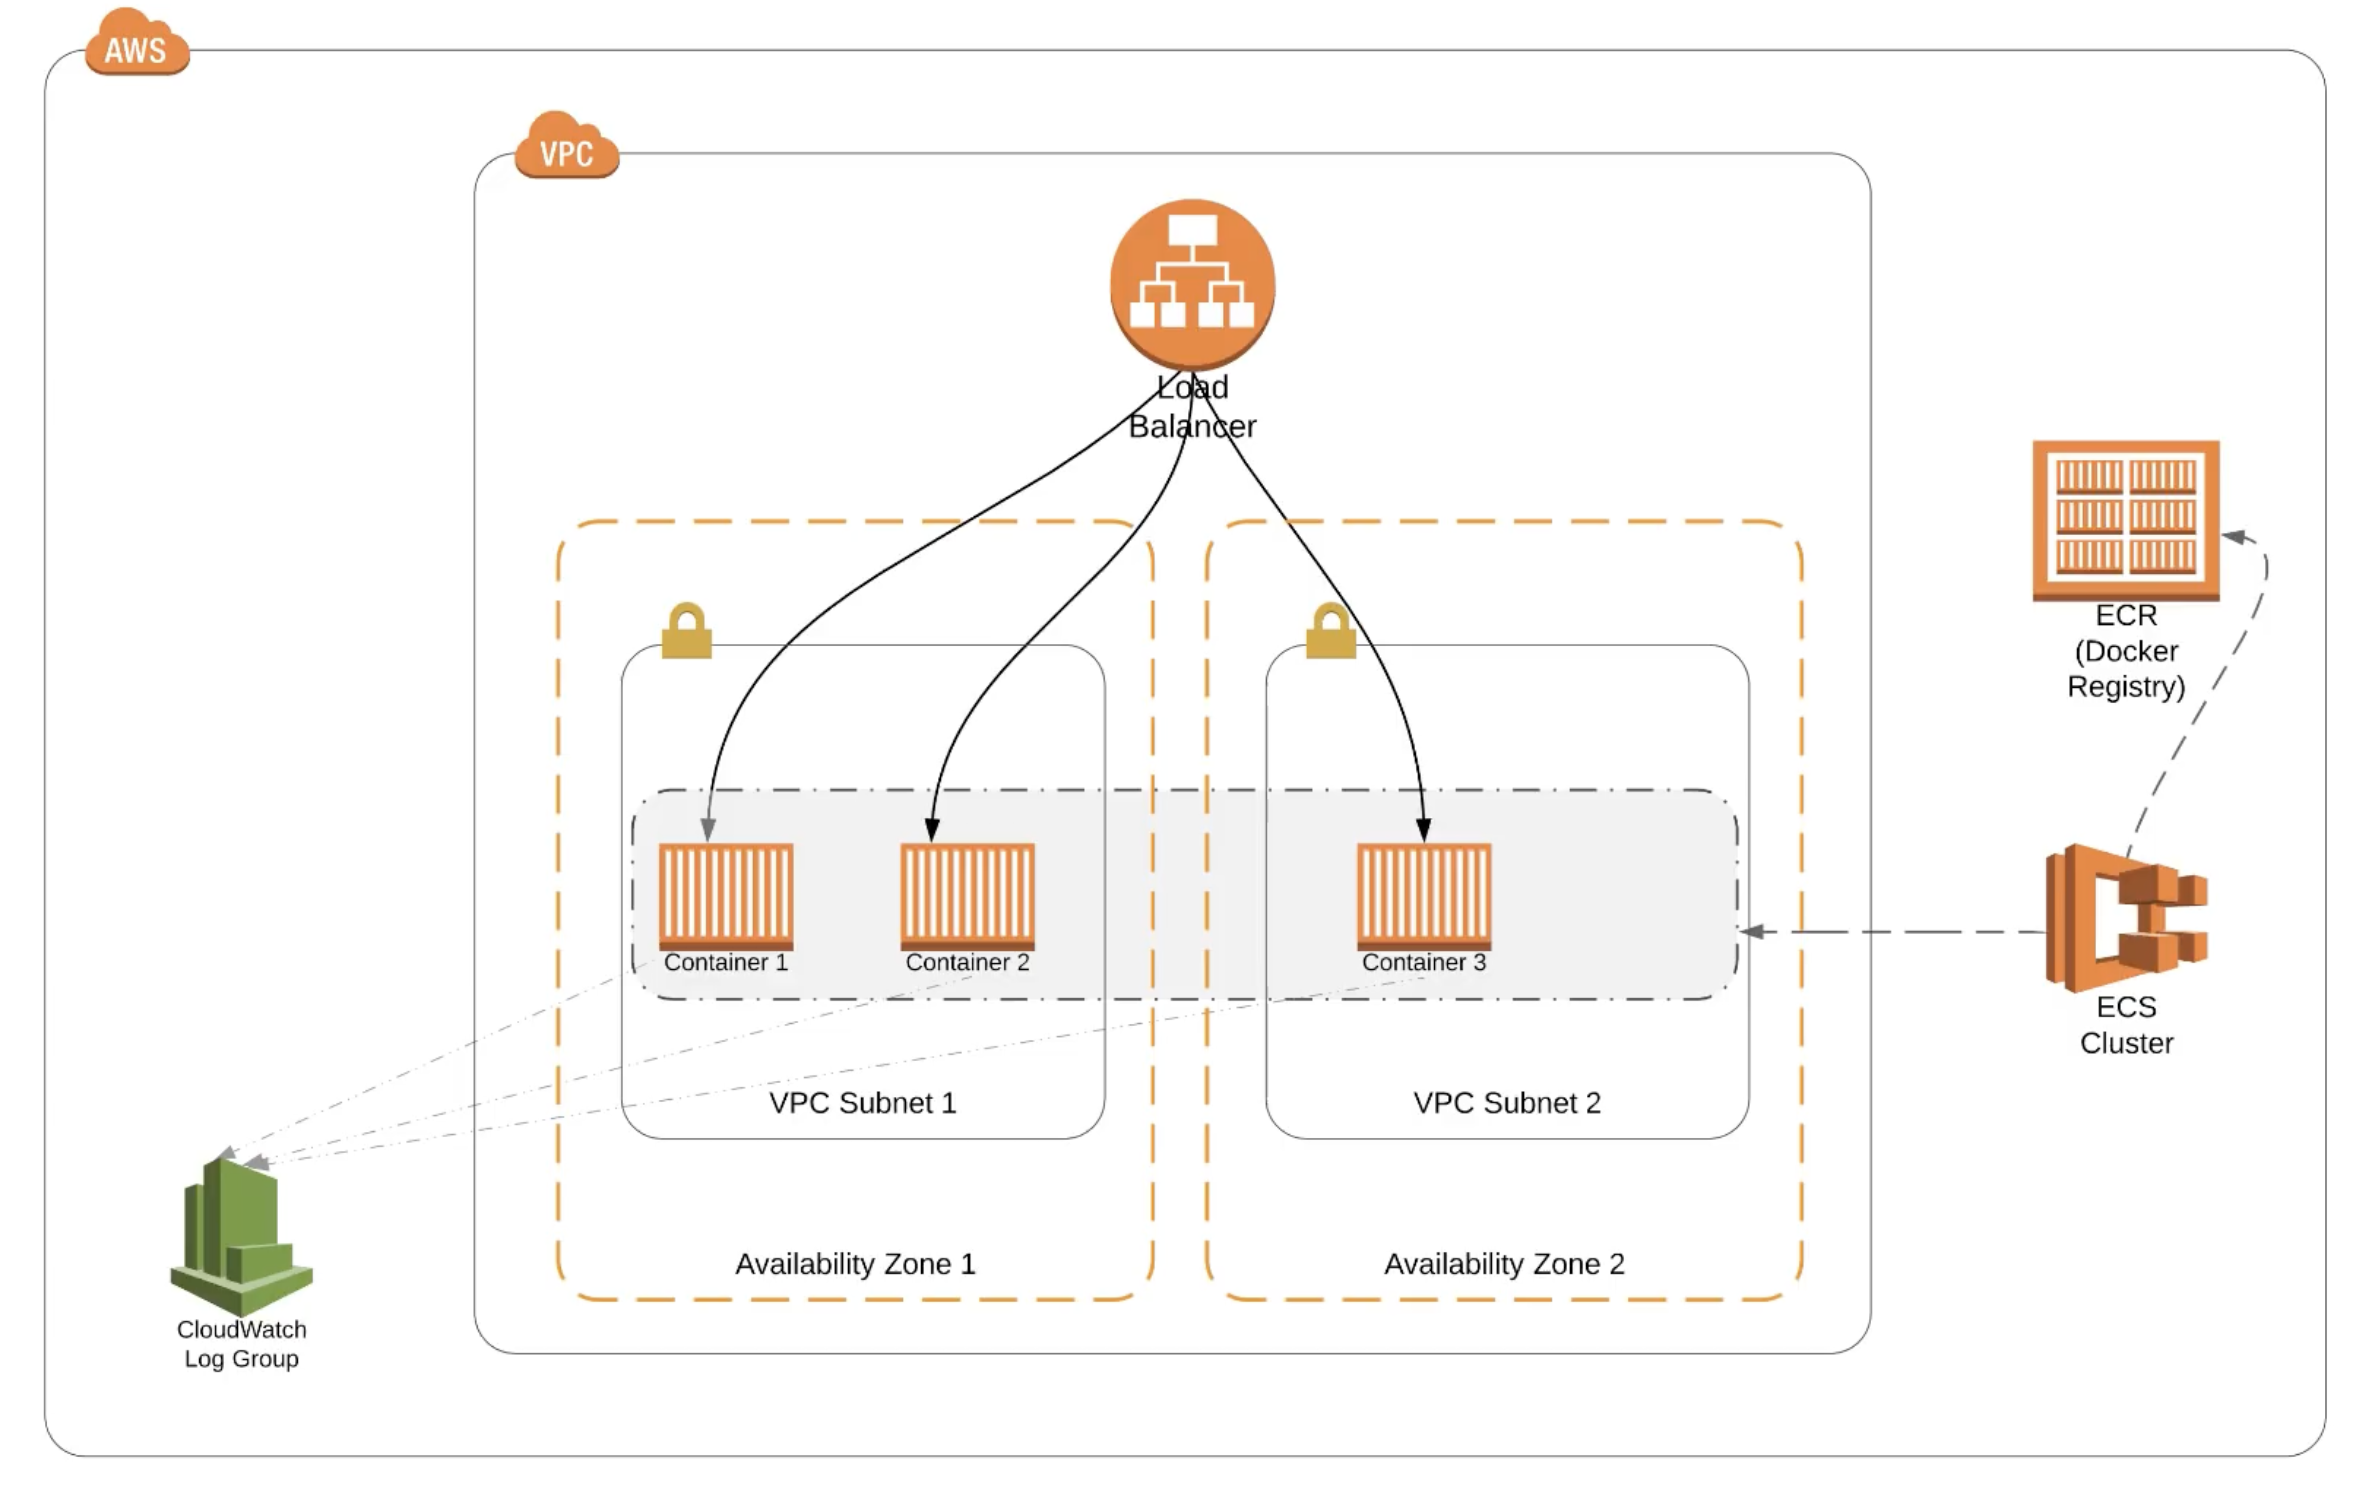 AWS
VPC
Load
Balancer
ECR
(Docker
Registry)
Container 1
Container 2
Container 3
ECS
Cluster
VPC Subnet 1
VPC Subnet 2
Availability Zone 1
Availability Zone 2
CloudWatch
Log Group